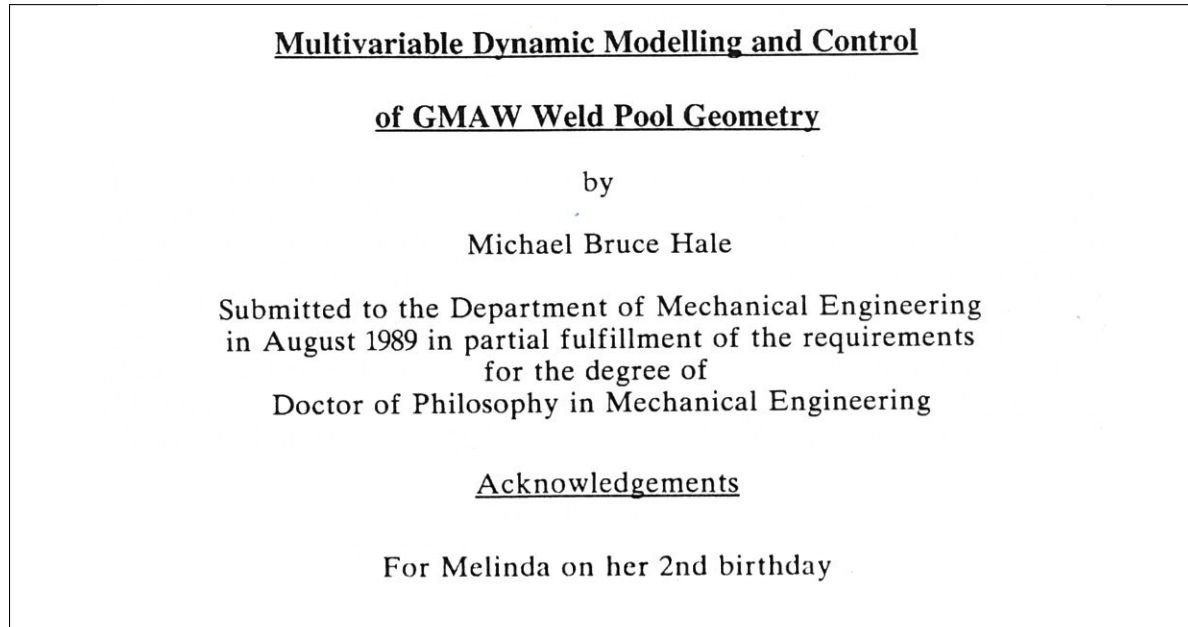 Multivariable Dynamic Modelling and Control
of GMAW Weld Pool Geometry
by
Michael Bruce Hale
Submitted to the Department of Mechanical Engineering
in August 1989 in partial fulfillment of the requirements
for the degree of
Doctor of Philosophy in Mechanical Engineering
Acknowledgements
For Melinda on her 2nd birthday